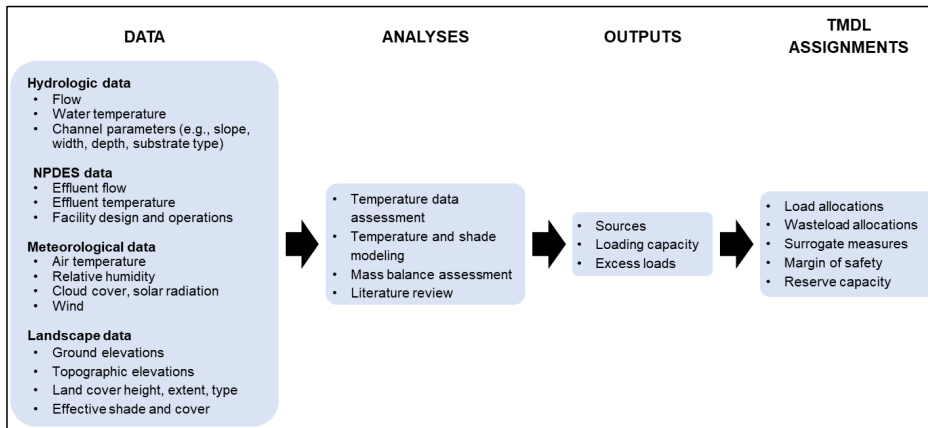 DATA
ANALYSES
OUTPUTS
TMDL
ASSIGNMENTS
Hydrologic data
• Flow
• Water temperature
• Channel parameters (e.g., slope,
width, depth, substrate type)
NPDES data
• Effluent flow
• Effluent temperature
• Facility design and operations
Meteorological data
• Air temperature
• Relative humidity
• Cloud cover, solar radiation
• Wind
Landscape data
• Ground elevations
• Topographic elevations
• Land cover height, extent, type
• Effective shade and cover
• Temperature data
assessment
• Temperature and shade
modeling
• Mass balance assessment
• Literature review
• Sources
• Loading capacity
• Excess loads
• Load allocations
• Wasteload allocations
• Surrogate measures
• Margin of safety
• Reserve capacity